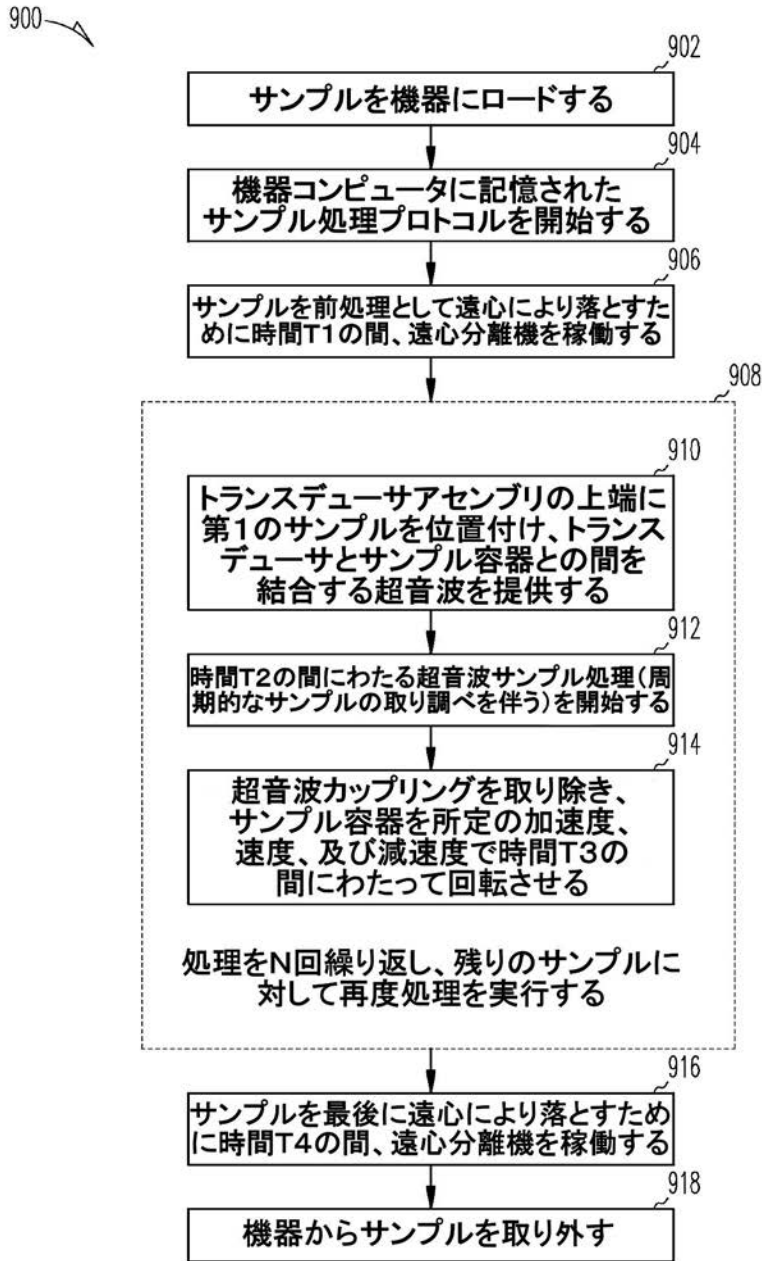 900
902
サンプルを機器にロードする
904
機器コンピュータに記憶された
サンプル処理プロトコルを開始する
906
サンプルを前処理として遠心により落とすた
めに時間T1の間、遠心分離機を稼働する
908
910
トランスデューサアセンブリの上端に
第1のサンプルを位置付け、トランス
デューサとサンプル容器との間を
結合する超音波を提供する
912
時間T2の間にわたる超音波サンプル処理(周
期的なサンプルの取り調べを伴う)を開始する
914
超音波カップリングを取り除き、
サンプル容器を所定の加速度、
速度、及び減速度で時間T3の
間にわたって回転させる
処理をN回繰り返し、残りのサンプルに
対して再度処理を実行する
916
サンプルを最後に遠心により落とすため
に時間T4の間、遠心分離機を稼働する
918
機器からサンプルを取り外す